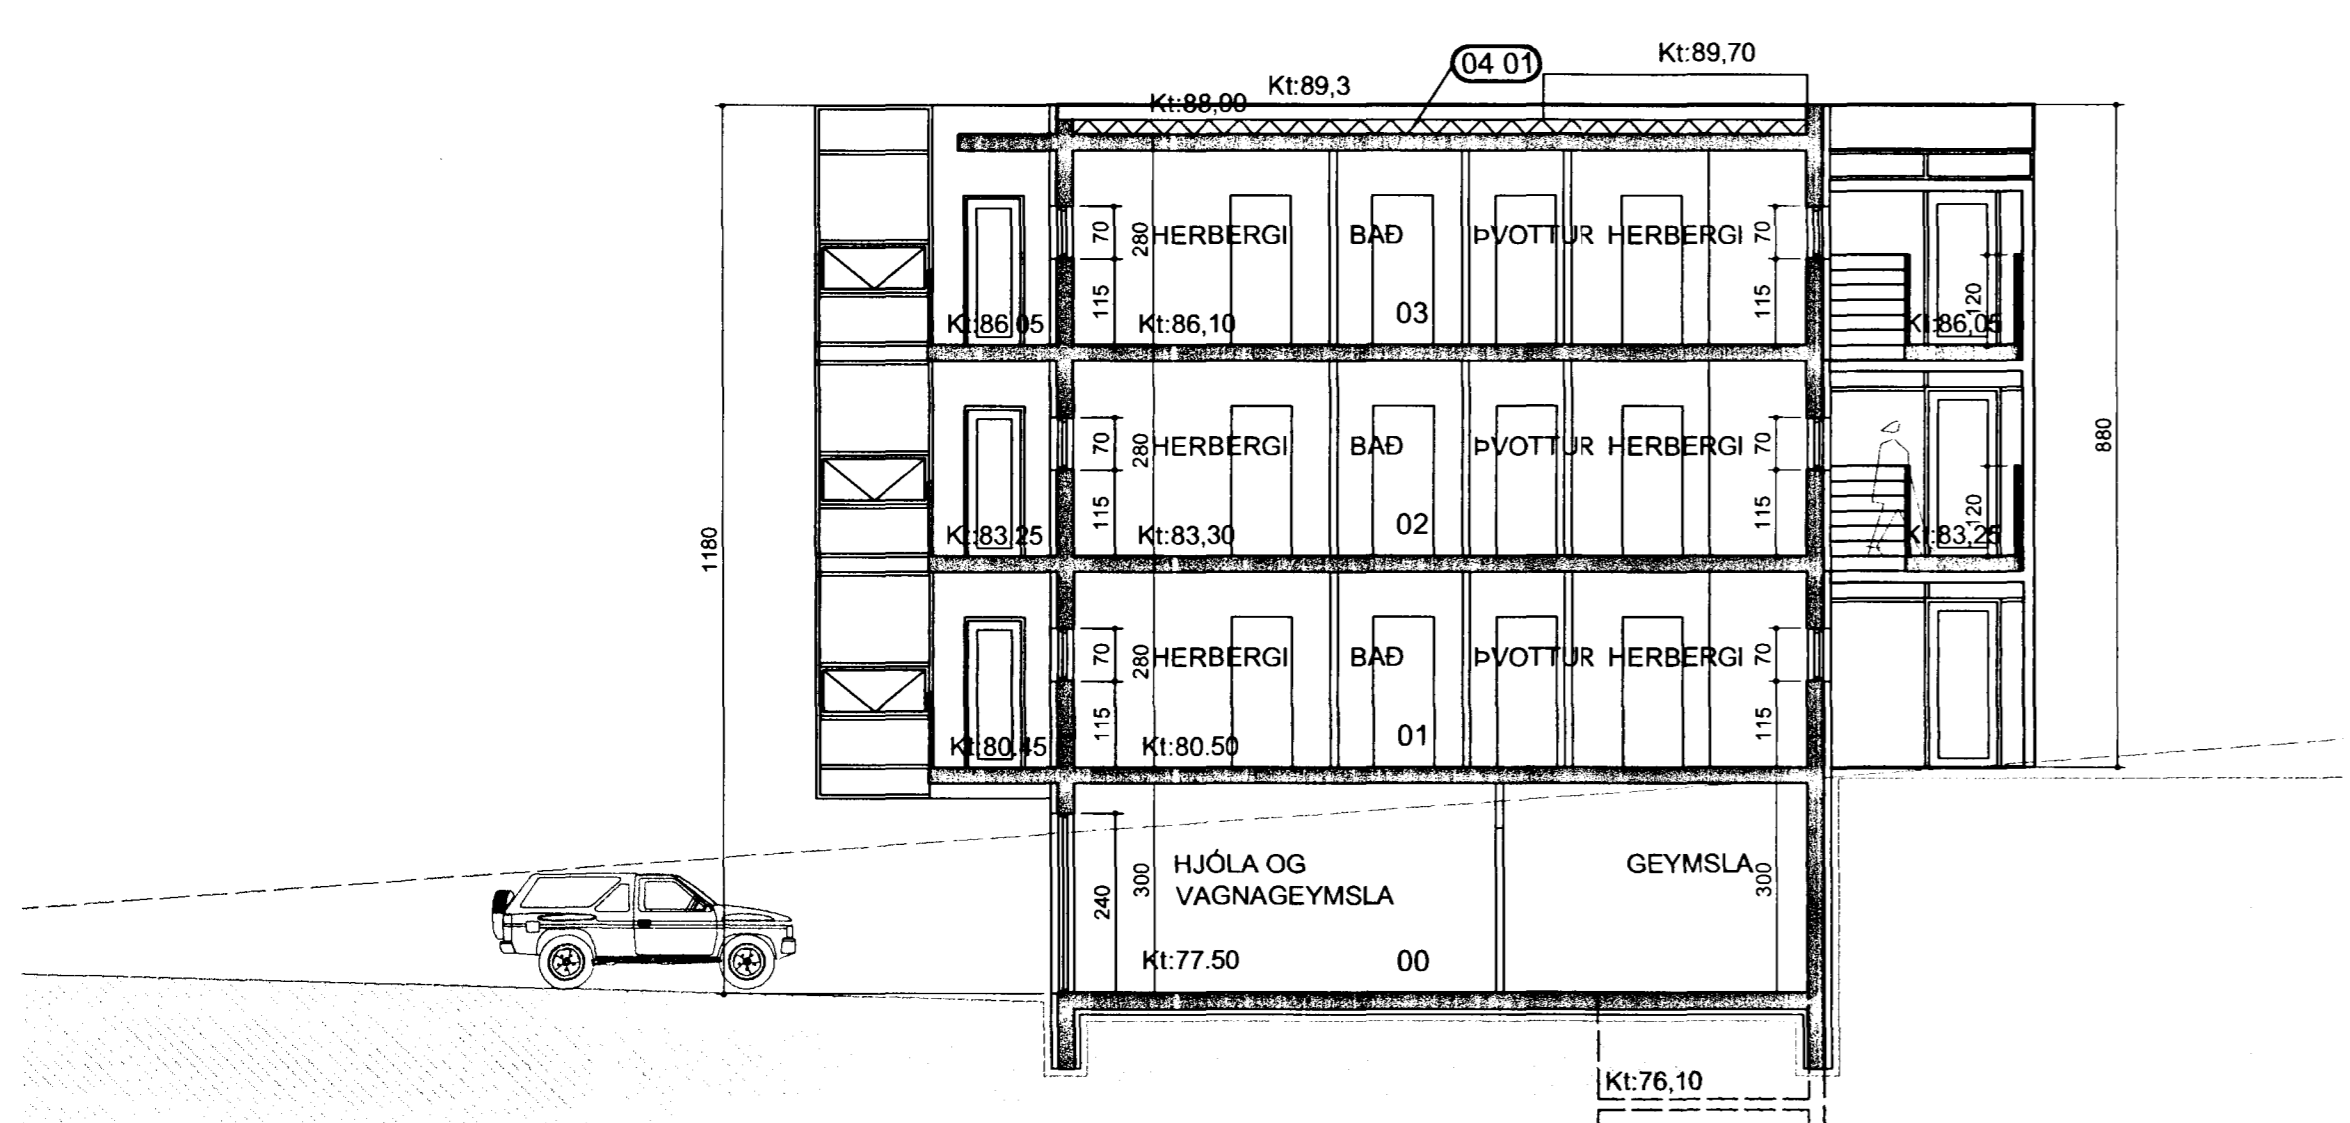 04 01
Kt:89,70
Kt:89,3
Kt:88,90
70
280
HERBERGI
BAÐ
ÞVOTTUR
HERBERGI
70
115
03
115
120
Kt:86,05
Kt:86,10
Kt:86,05
70
280
HERBERGI
BAÐ
ÞVOTTUR
HERBERGI
70
880
115
02
115
120
Kt:83,25
Kt:83,30
Kt:83,25
1180
70
280
HERBERGI
BAÐ
ÞVOTTUR
HERBERGI
70
115
01
115
Kt:80.45
Kt:80.50
240
300
HJÓLA OG
VAGNAGEYMSLA
GEYMSLA
300
Kt:77.50
00
Kt:76,10